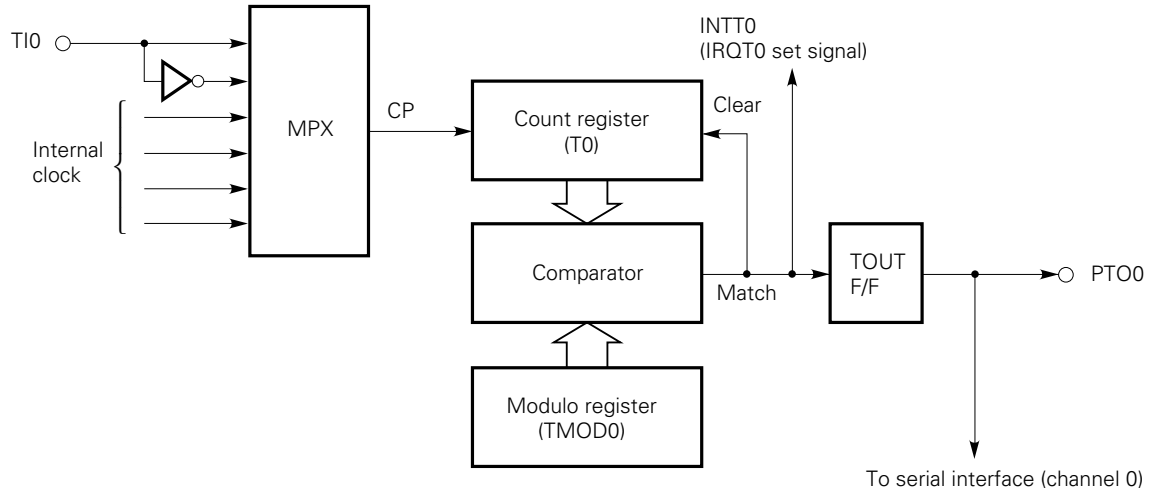 TI0
Internal
clock
MPX
CP
Count register
(T0)
Clear
INTT0
(IRQT0 set signal)
Comparator
Match
TOUT
F/F
PTO0
Modulo register
(TMOD0)
To serial interface (channel 0)